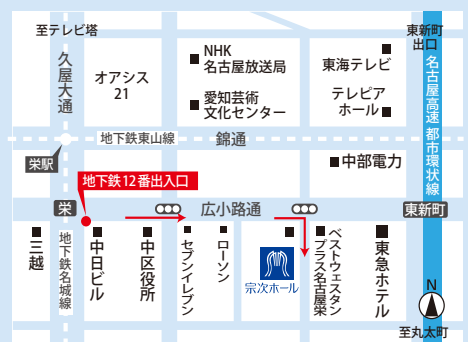 至テレビ塔
東新町
出口
久屋大通
オアシス
21
NHK
名古屋放送局
東海テレビ
愛知芸術
文化センター
テレピア
ホール
名古屋高速 都市環状線
地下鉄東山線
錦通
栄駅
中部電力
地下鉄12番出入口
栄
広小路通
東新町
三越
地下鉄名城線
中日ビル
中区役所
セブンイレブン
ローソン
宗次ホール
ベストウェスタン
プラス名古屋栄
東急ホテル
N
至丸太町